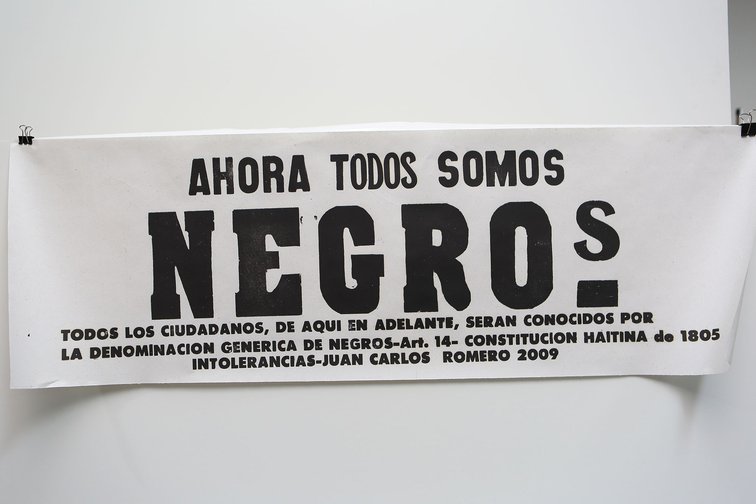 AHORA TODOS SOMOS
NEGROS
TODOS LOS CIUDADANOS, DE AQUI EN ADELANTE, SERAN CONOCIDOS POR
LA DENOMINACION GENERICA DE NEGROS-Art. 14- CONSTITUCION HAITINA de 1805
INTOLERANCIAS-JUAN CARLOS ROMERO 2009